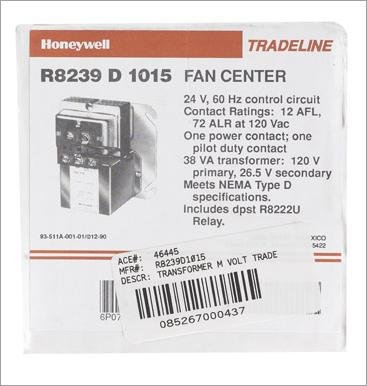 Honeywell
TRADELINE
R8239 D 1015 FAN CENTER
24 V, 60 Hz control circuit
Contact Ratings: 12 AFL,
72 ALR at 120 Vac
One power contact; one
pilot duty contact
38 VA transformer: 120 V
primary, 26.5 V secondary
Meets NEMA Type D
specifications.
Includes dpst R8222U
Relay.
93-511A-001-01/D12-90
XICO
5422
ACE#: 46445
MFR#: R8239D1015
DESCR: TRANSFORMER M VOLT TRADE
6P07
085267000437